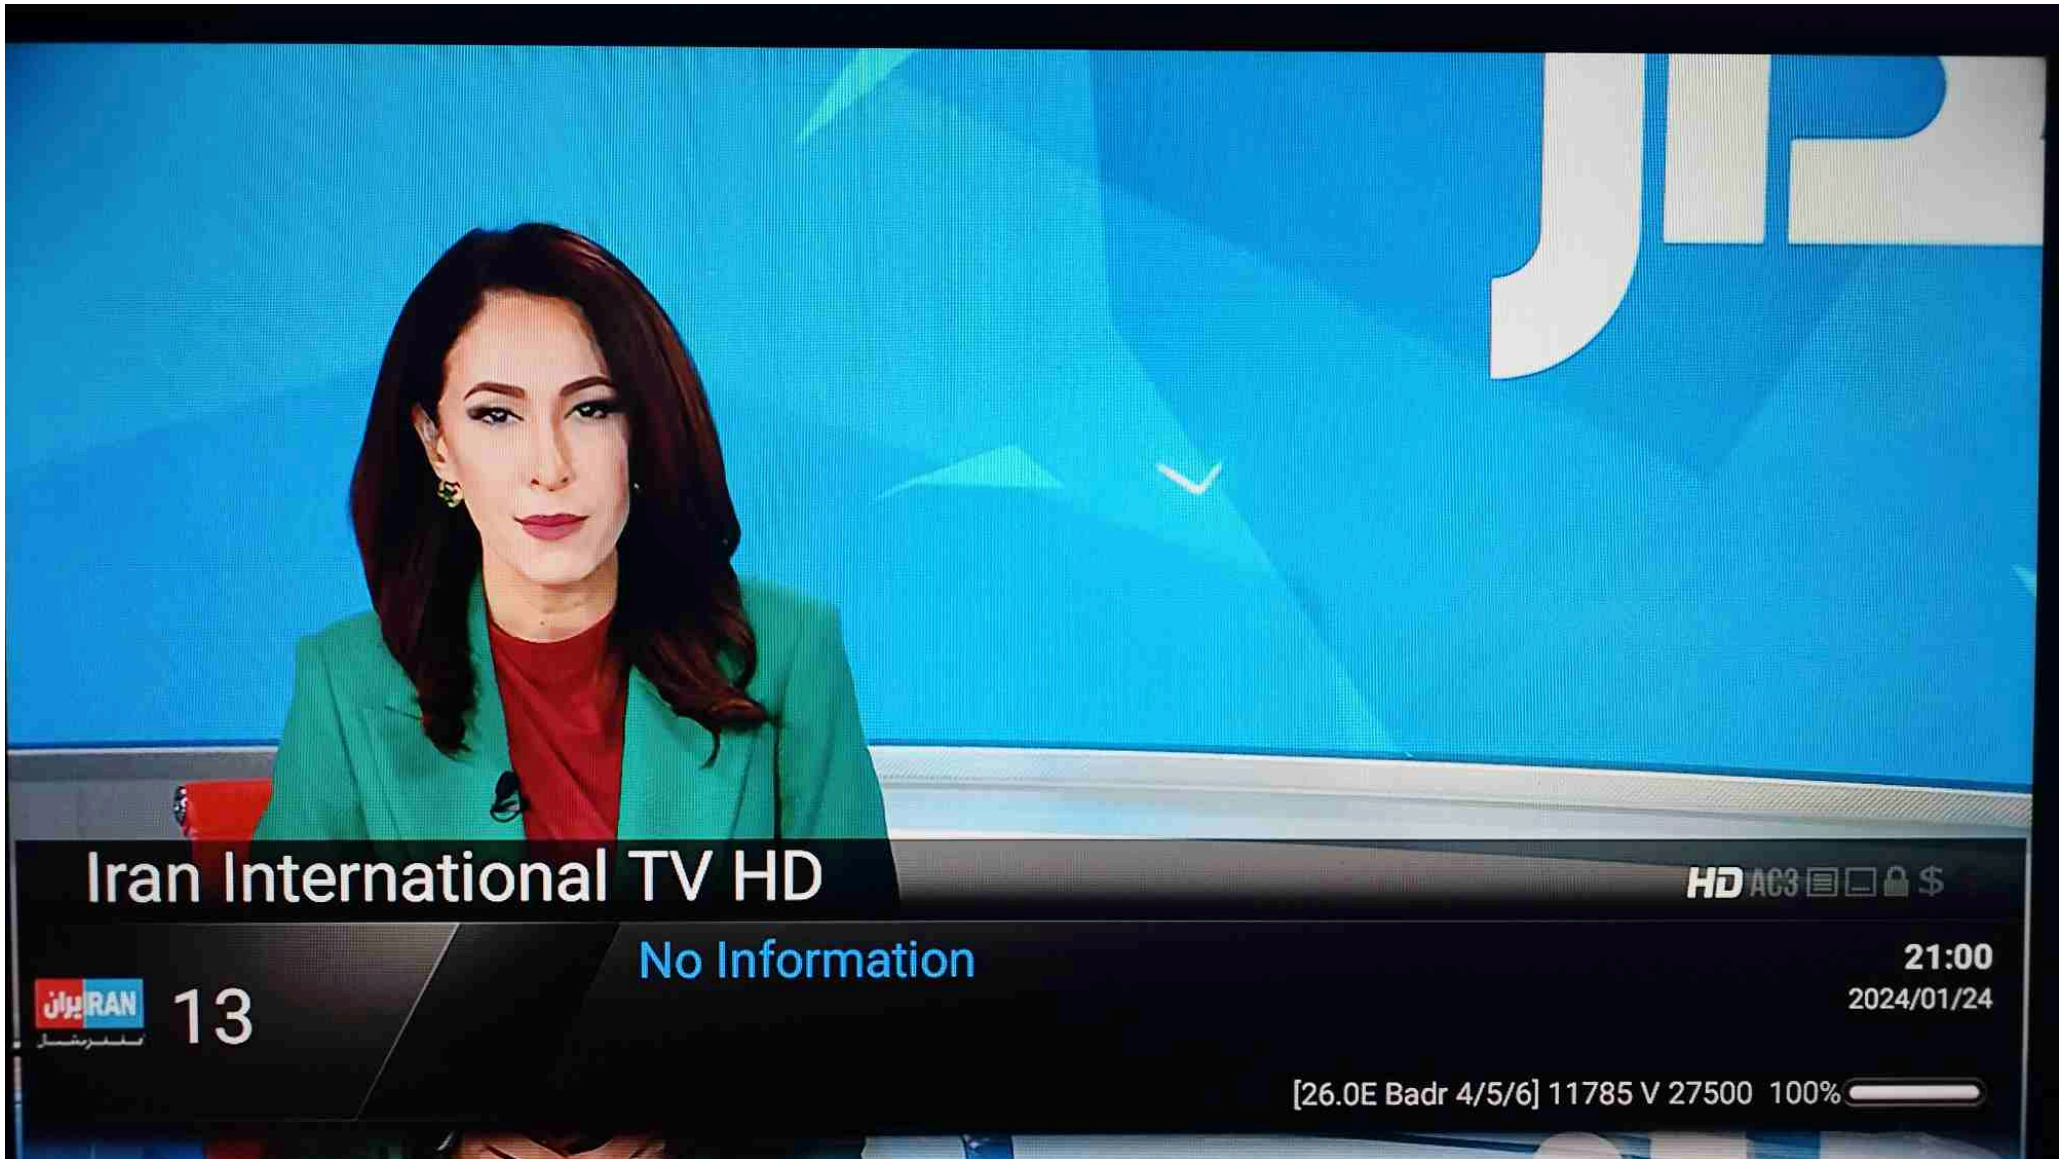 Iran International TV HD
HD AC3 $
No Information
21:00
2024/01/24
ایران IRAN
اینترنشنال
13
[26.0E Badr 4/5/6] 11785 V 27500 100%